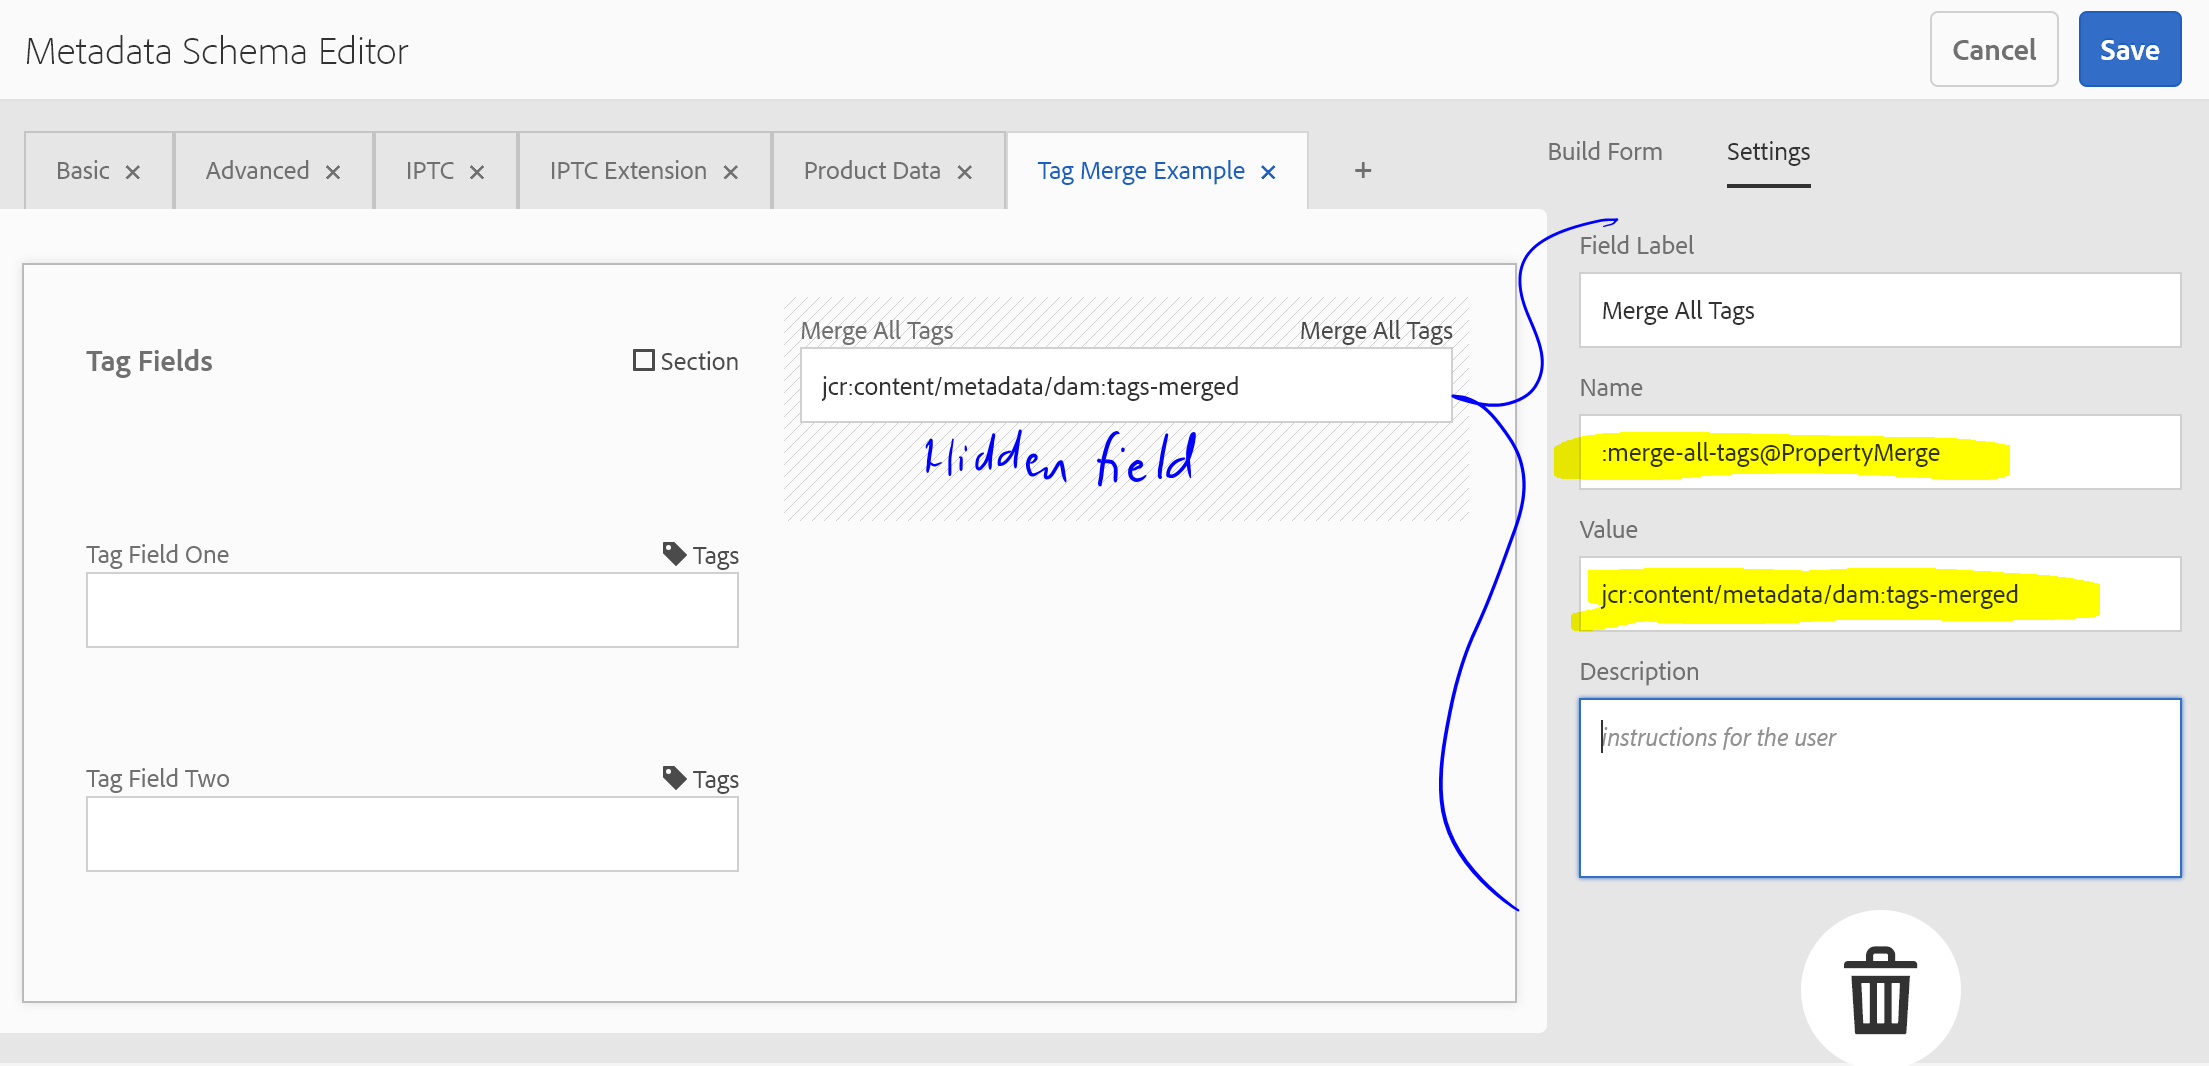 Metadata Schema Editor
Cancel
Save
Basic
Advanced
IPTC
IPTC Extension
Product Data
Tag Merge Example
+
Build Form
Settings
Tag Fields
Section
Merge All Tags
Merge All Tags
jcr:content/metadata/dam:tags-merged
Hidden field
Tag Field One
Tags
Tag Field Two
Tags
Field Label
Merge All Tags
Name
:merge-all-tags@PropertyMerge
Value
jcr:content/metadata/dam:tags-merged
Description
instructions for the user